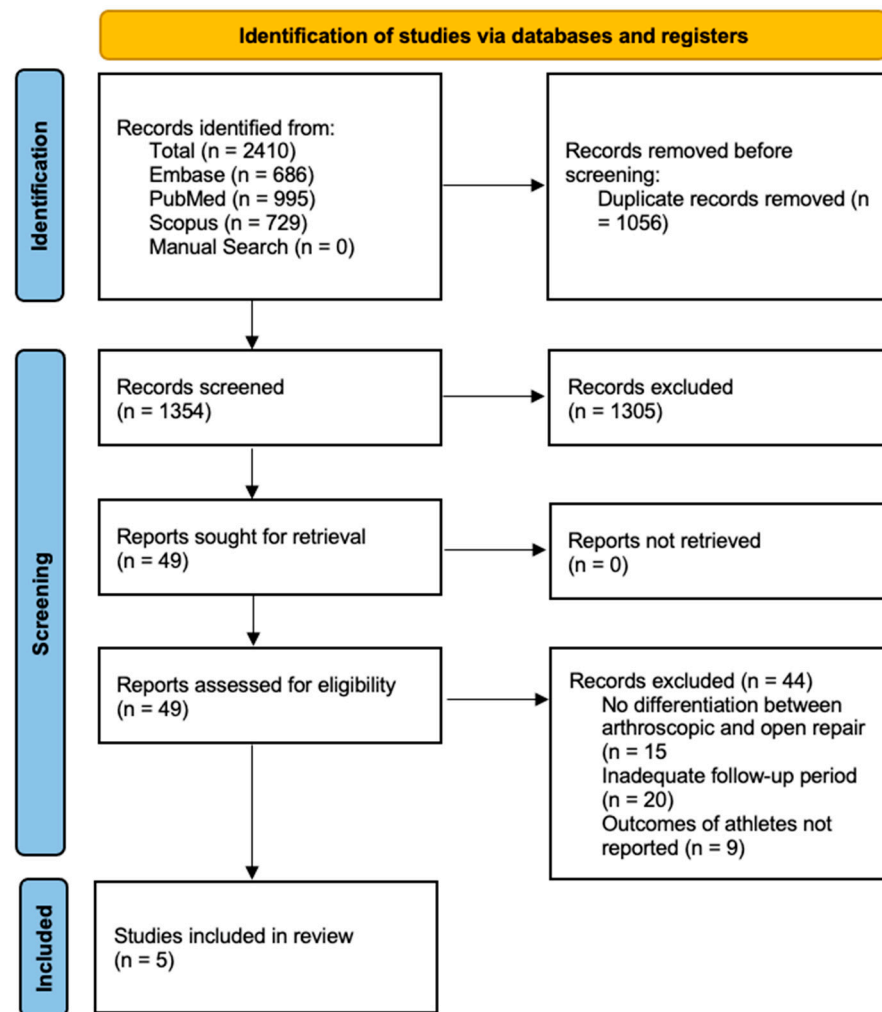 Identification of studies via databases and registers
Identification
Records identified from:
Total (n = 2410)
Embase (n = 686)
PubMed (n = 995)
Scopus (n = 729)
Manual Search (n = 0)
Records removed before
screening:
Duplicate records removed (n
= 1056)
Screening
Records screened
(n = 1354)
Records excluded
(n = 1305)
Reports sought for retrieval
(n = 49)
Reports not retrieved
(n = 0)
Reports assessed for eligibility
(n = 49)
Records excluded (n = 44)
No differentiation between
arthroscopic and open repair
(n = 15
Inadequate follow-up period
(n = 20)
Outcomes of athletes not
reported (n = 9)
Included
Studies included in review
(n = 5)